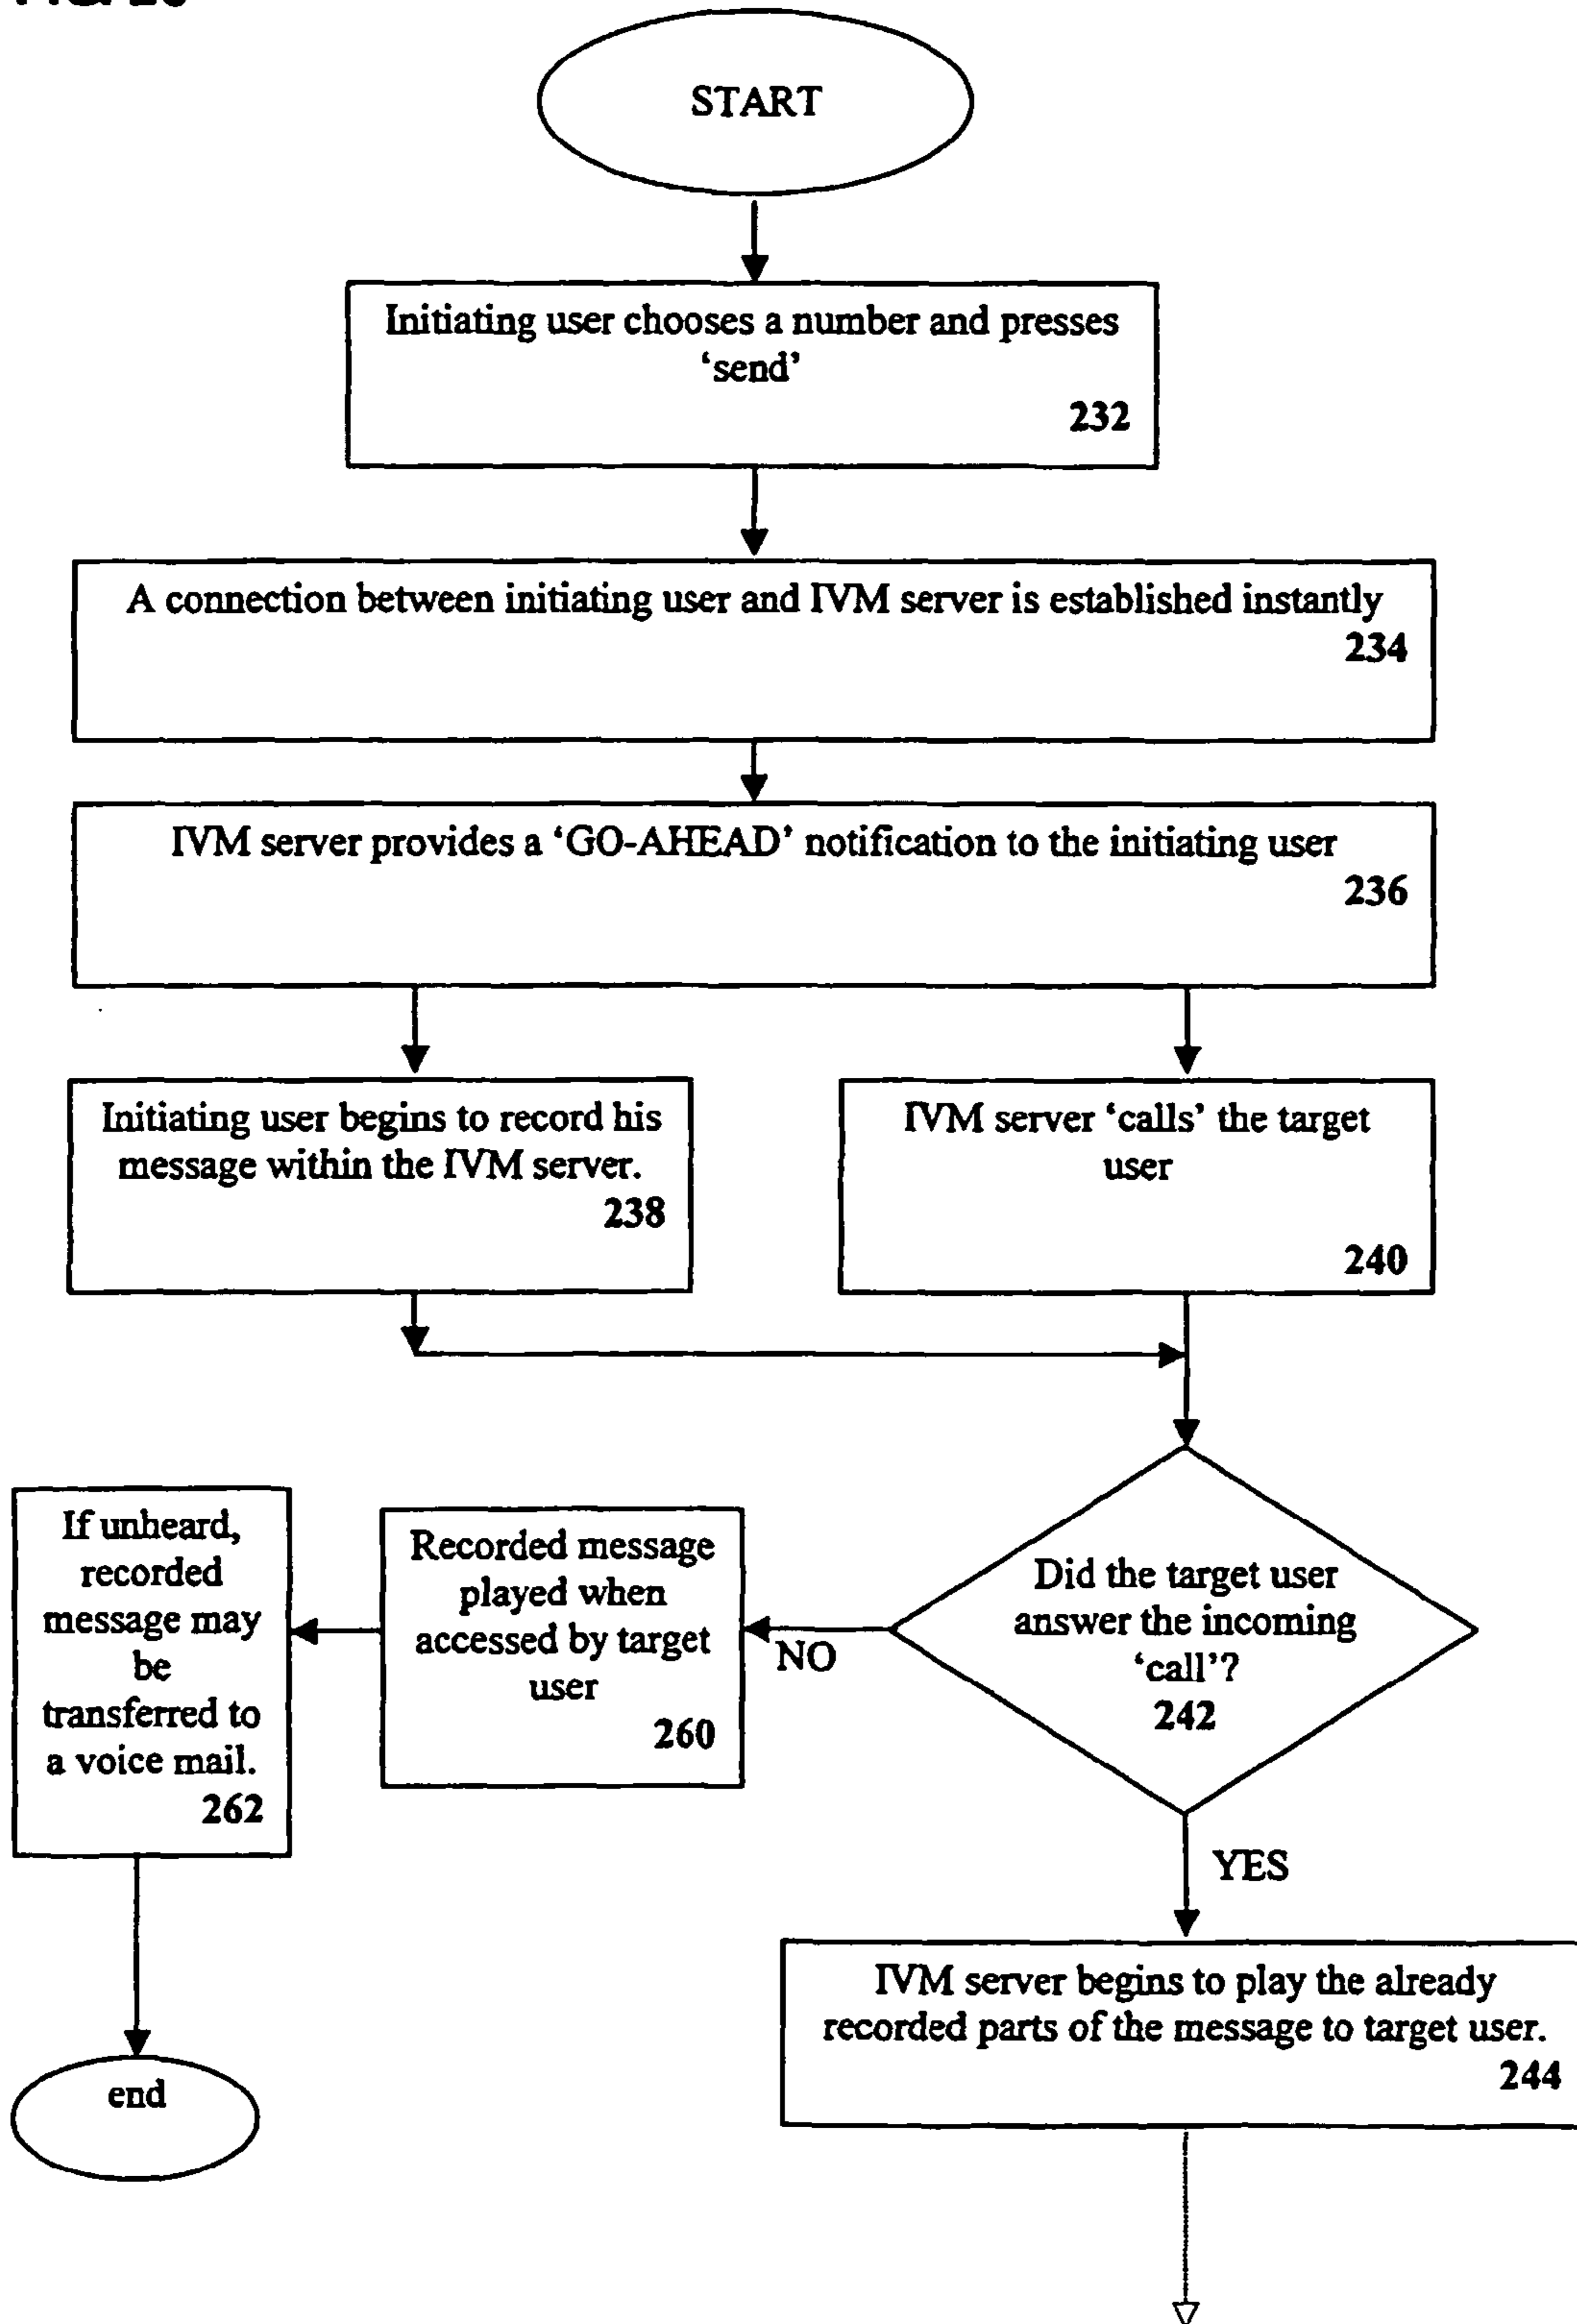 START
Initiating user chooses a number and presses
‘send’
232
A connection between initiating user and IVM server is established instantly
234
IVM server provides a ‘GO-AHEAD’ notification to the initiating user
236
Initiating user begins to record his
message within the IVM server.
238
IVM server ‘calls’ the target
user
240
Did the target user
answer the incoming
‘call’?
242
NO
Recorded message
played when
accessed by target
user
260
If unheard,
recorded
message may
be
transferred to
a voice mail.
262
end
YES
IVM server begins to play the already
recorded parts of the message to target user.
244